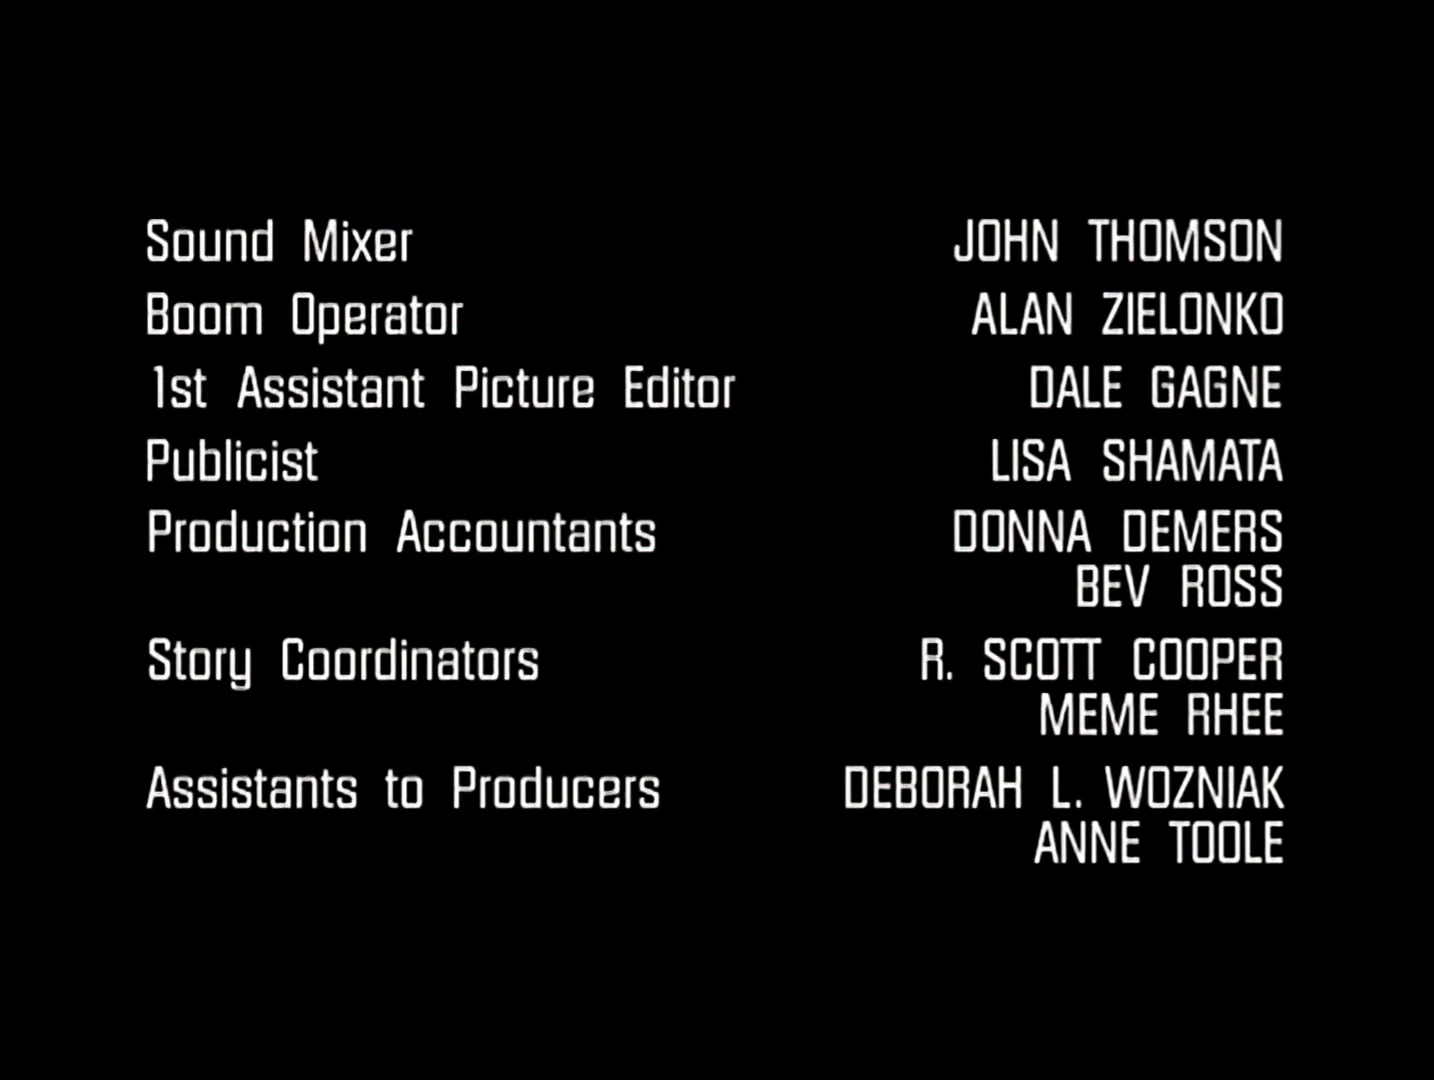 Sound Mixer JOHN THOMSON
Boom Operator ALAN ZIELONKO
1st Assistant Picture Editor DALE GAGNE
Publicist LISA SHAMATA
Production Accountants DONNA DEMERS
BEV ROSS
Story Coordinators R. SCOTT COOPER
MEME RHEE
Assistants to Producers DEBORAH L. WOZNIAK
ANNE TOOLE